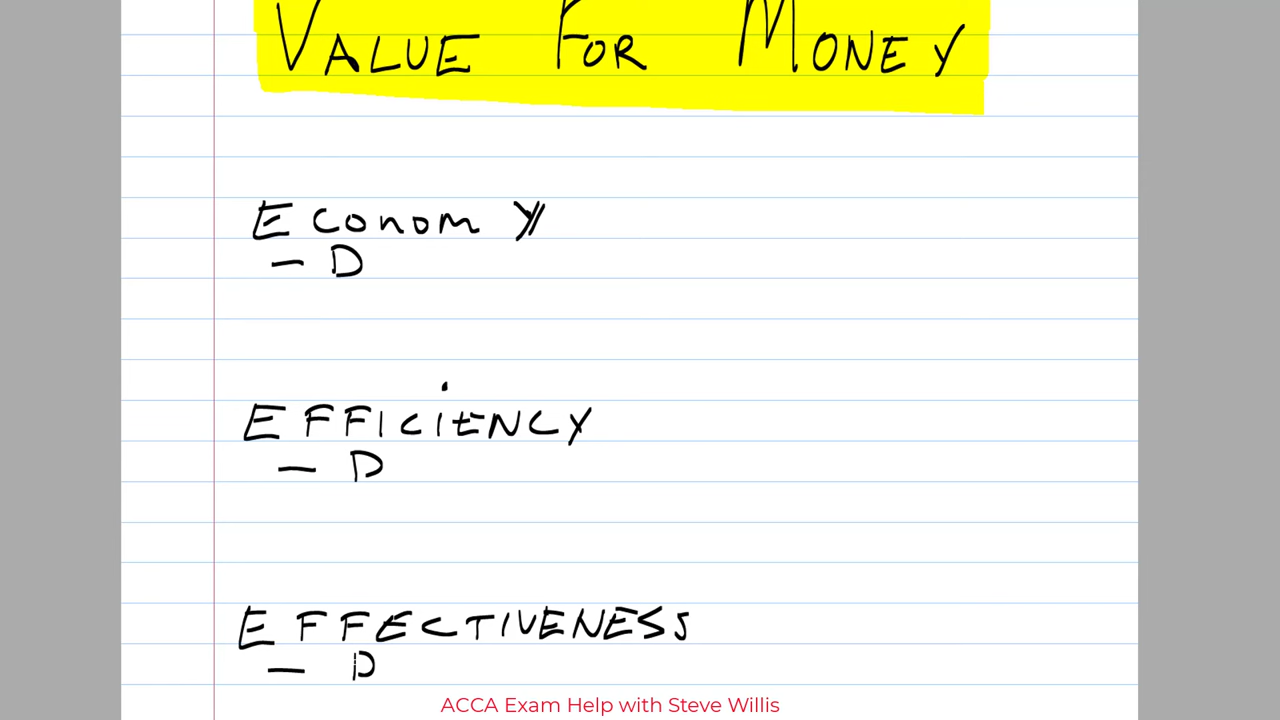 VALUE FOR MONEY
EconomY
- D
EFFICiENCY
- D
EFFECTIVENESS
- D
ACCA Exam Help with Steve Willis